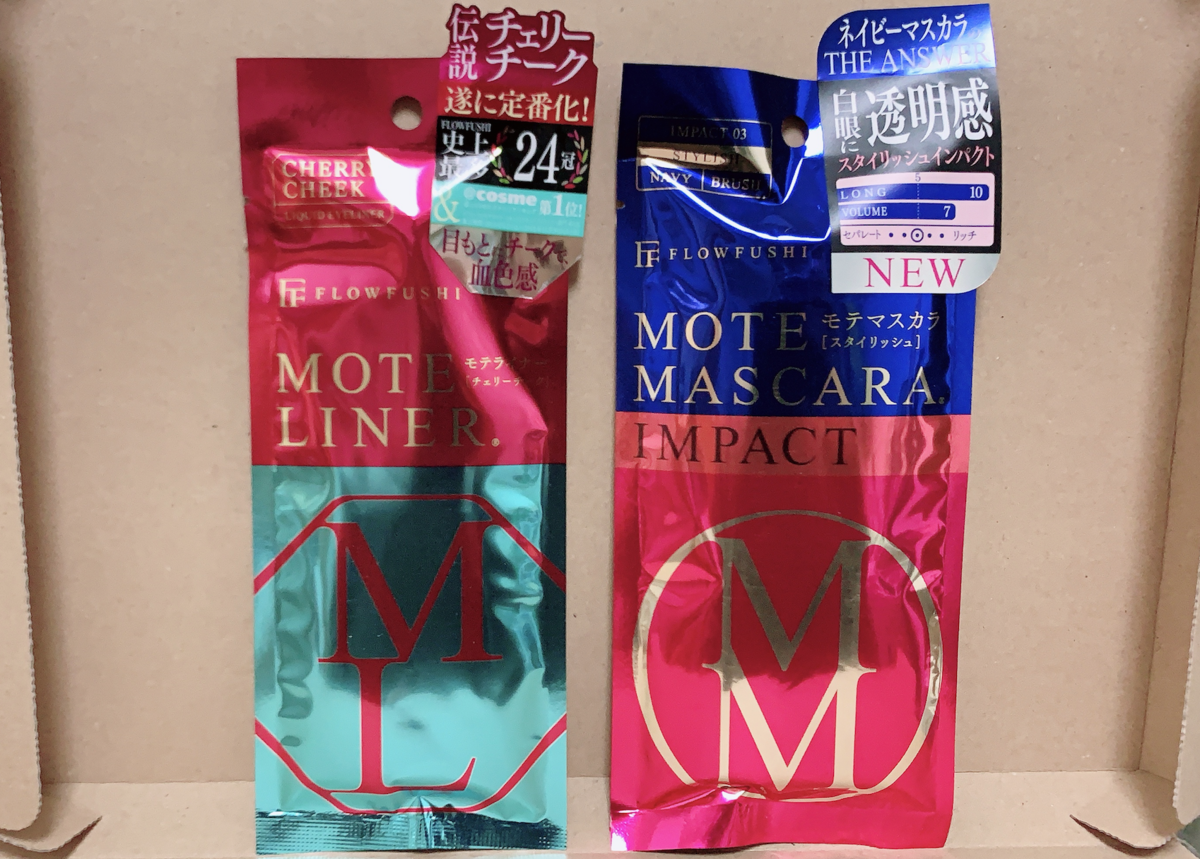 伝説
チェリー
チーク
遂に定番化!
FLOWFUSHI
史上
最多
24冠
&
@cosme
第1位!
目もとにチークで、
血色感
CHERRY
CHEEK
LIQUID EYELINER
FLOWFUSHI
MOTE モテライナー
LINER®
ML
ネイビーマスカラの
THE ANSWER
白眼に
透明感
スタイリッシュインパクト
5
LONG 10
VOLUME 7
セパレート リッチ
NEW
IMPACT 03
STYLISH
NAVY BRUSH
FLOWFUSHI
MOTE モテマスカラ
[スタイリッシュ]
MASCARA®
IMPACT
MM